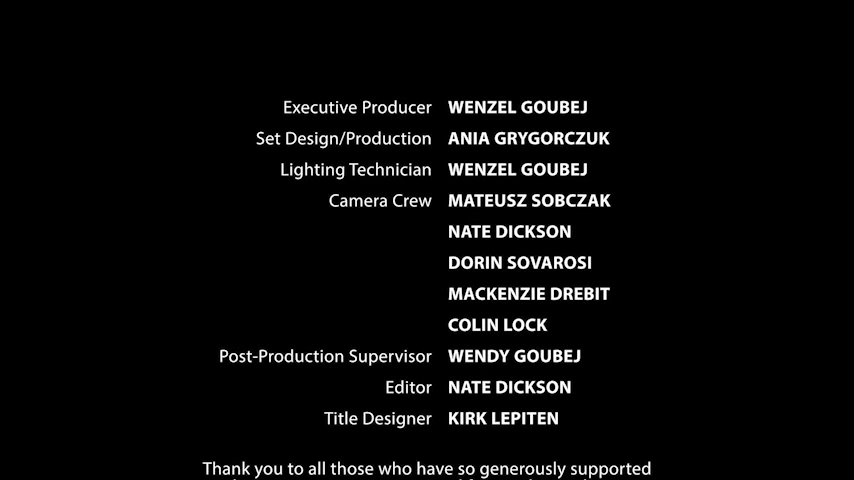 Executive Producer WENZEL GOUBEJ
Set Design/Production ANIA GRYGORCZUK
Lighting Technician WENZEL GOUBEJ
Camera Crew MATEUSZ SOBCZAK
NATE DICKSON
DORIN SOVAROSI
MACKENZIE DREBIT
COLIN LOCK
Post-Production Supervisor WENDY GOUBEJ
Editor NATE DICKSON
Title Designer KIRK LEPITEN
Thank you to all those who have so generously supported